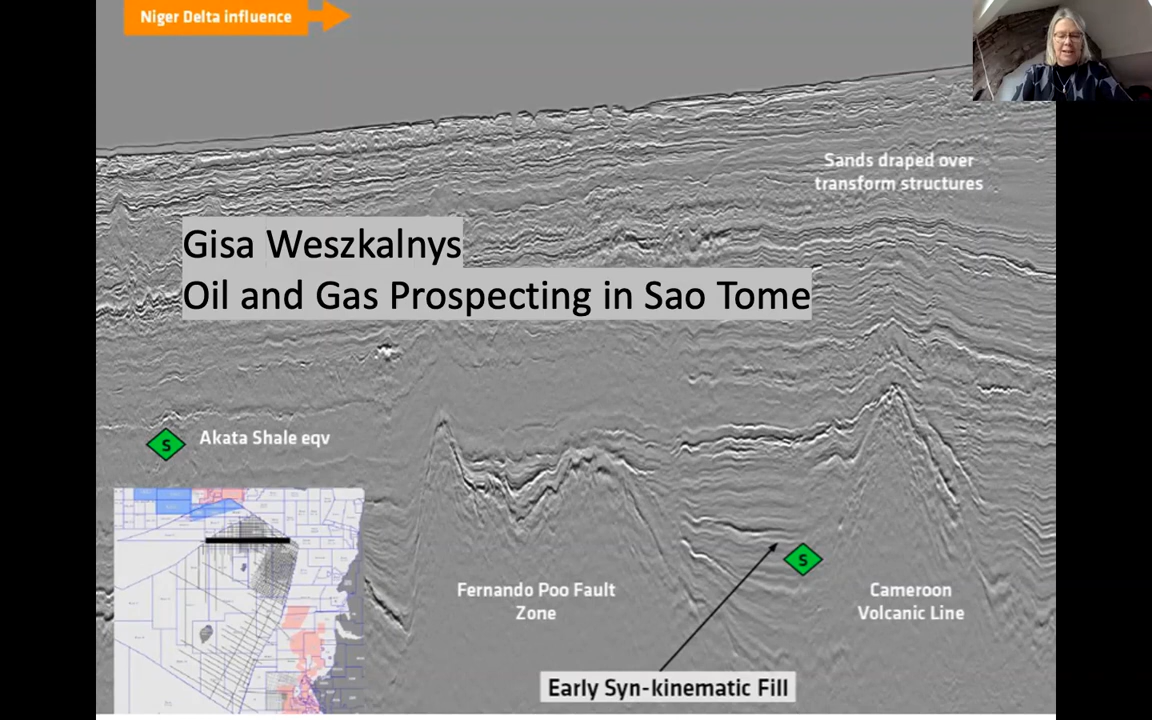 Niger Delta influence
Sands draped over
transform structures
Gisa Weszkalnys
Oil and Gas Prospecting in Sao Tome
S
Akata Shale eqv
S
Fernando Poo Fault
Zone
Cameroon
Volcanic Line
Early Syn-kinematic Fill